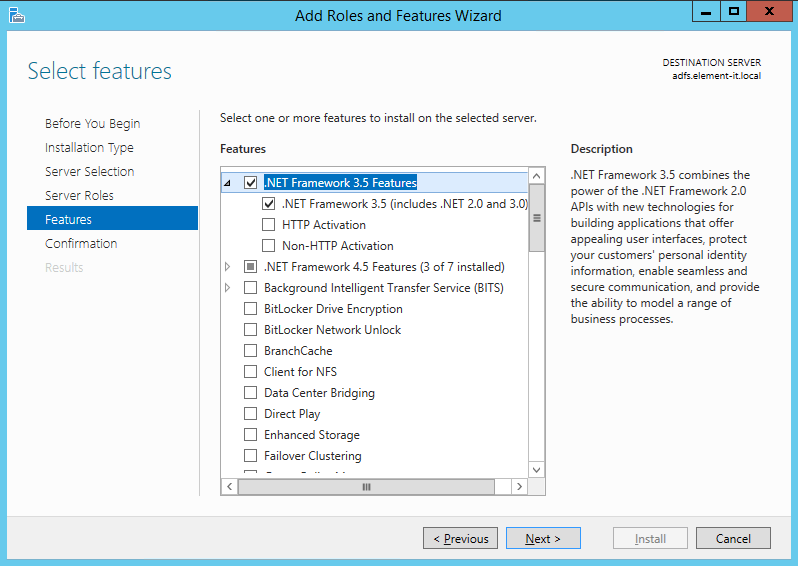 Add Roles and Features Wizard
Select features
DESTINATION SERVER
adfs.element-it.local
Before You Begin
Installation Type
Server Selection
Server Roles
Features
Confirmation
Results
Select one or more features to install on the selected server.
Features
.NET Framework 3.5 Features
.NET Framework 3.5 (includes .NET 2.0 and 3.0)
HTTP Activation
Non-HTTP Activation
.NET Framework 4.5 Features (3 of 7 installed)
Background Intelligent Transfer Service (BITS)
BitLocker Drive Encryption
BitLocker Network Unlock
BranchCache
Client for NFS
Data Center Bridging
Direct Play
Enhanced Storage
Failover Clustering
Description
.NET Framework 3.5 combines the
power of the .NET Framework 2.0
APIs with new technologies for
building applications that offer
appealing user interfaces, protect
your customers' personal identity
information, enable seamless and
secure communication, and provide
the ability to model a range of
business processes.
< Previous
Next >
Install
Cancel